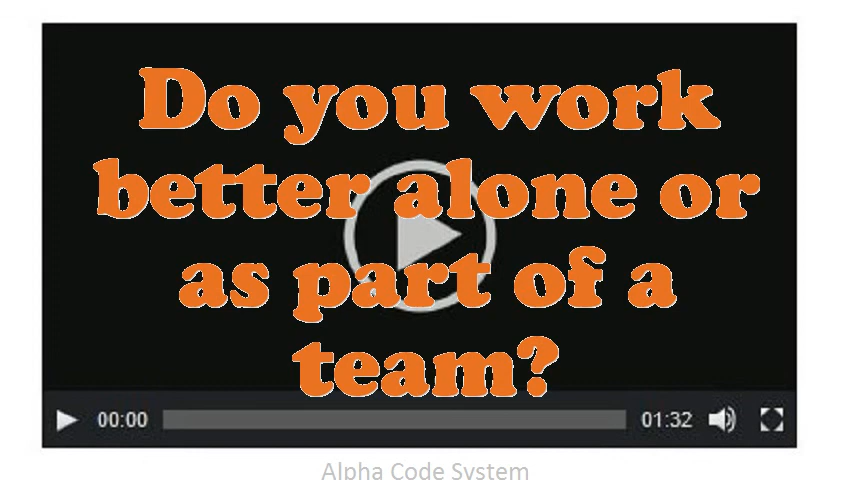 Do you work
better alone or
as part of a
team?
00:00 01:32
Alpha Code System